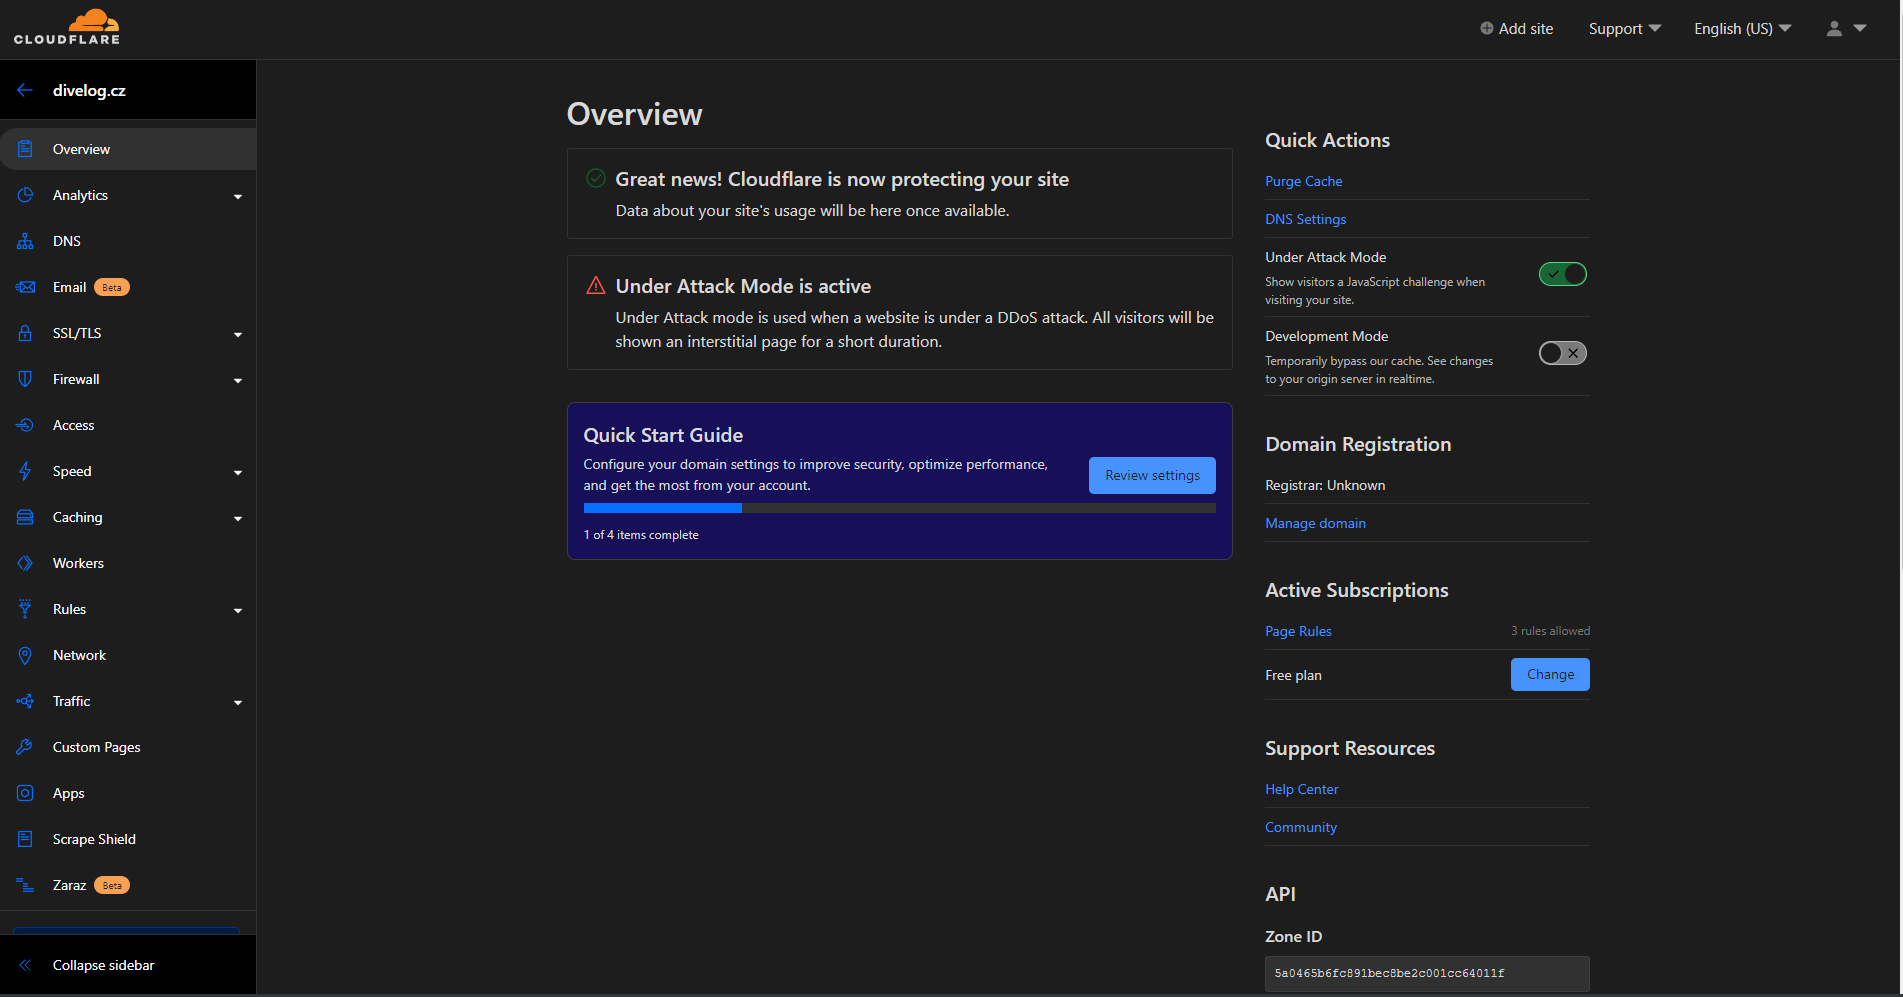 CLOUDFLARE
Add site
Support
English (US)
divelog.cz
Overview
Analytics
DNS
Email Beta
SSL/TLS
Firewall
Access
Speed
Caching
Workers
Rules
Network
Traffic
Custom Pages
Apps
Scrape Shield
Zaraz Beta
Collapse sidebar
Overview
Great news! Cloudflare is now protecting your site
Data about your site's usage will be here once available.
Under Attack Mode is active
Under Attack mode is used when a website is under a DDoS attack. All visitors will be
shown an interstitial page for a short duration.
Quick Start Guide
Configure your domain settings to improve security, optimize performance,
and get the most from your account.
Review settings
1 of 4 items complete
Quick Actions
Purge Cache
DNS Settings
Under Attack Mode
Show visitors a JavaScript challenge when
visiting your site.
Development Mode
Temporarily bypass our cache. See changes
to your origin server in realtime.
Domain Registration
Registrar: Unknown
Manage domain
Active Subscriptions
Page Rules
3 rules allowed
Free plan
Change
Support Resources
Help Center
Community
API
Zone ID
5a0465b6fc891bec8be2c001cc64011f